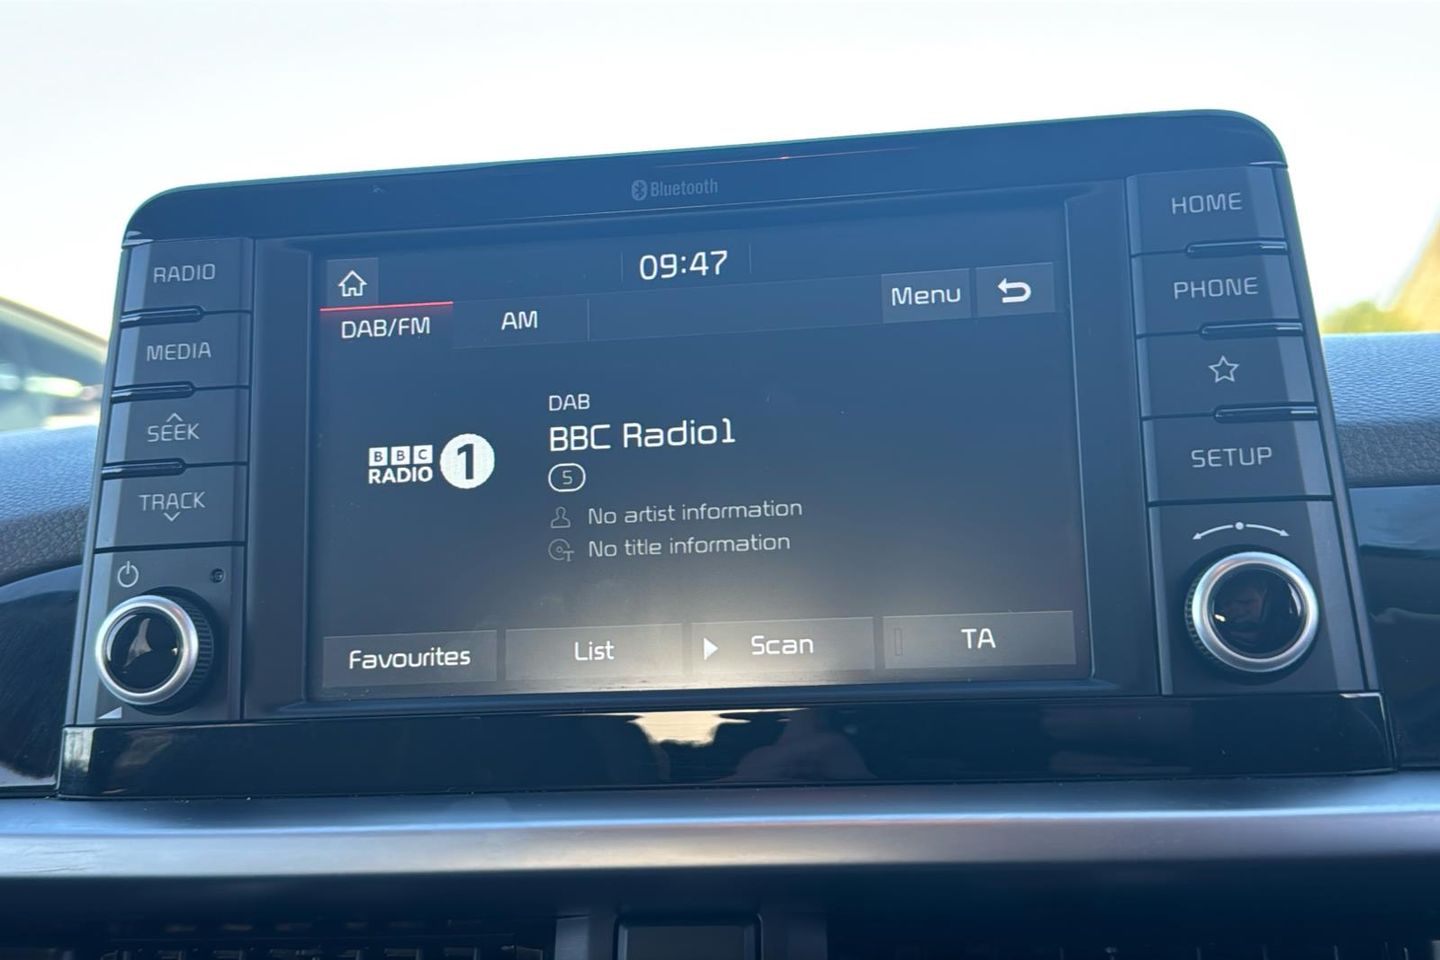 Bluetooth
RADIO
MEDIA
SEEK
TRACK
09:47
Menu
DAB/FM
AM
DAB
BBC Radio1
BBC
RADIO 1
S
No artist information
No title information
Favourites
List
Scan
TA
HOME
PHONE
SETUP